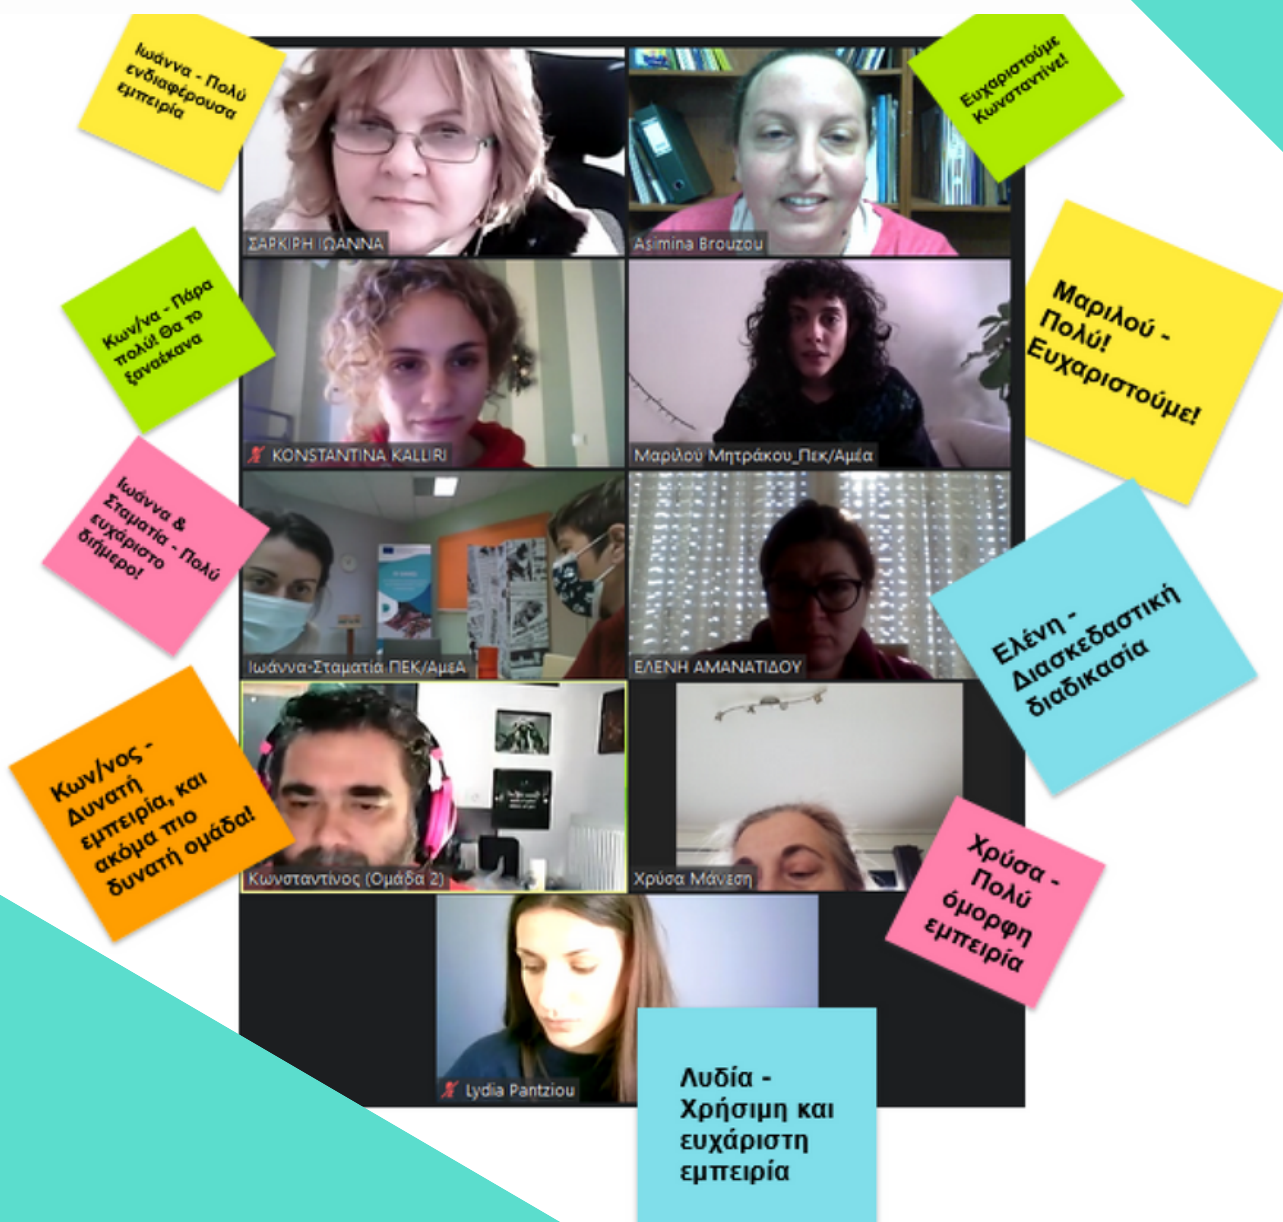 Ιωάννα - Πολύ
ενδιαφέρουσα
εμπειρία
Ευχαριστούμε
Κωνσταντίνε!
ΣΑΡΚΙΡΗ ΙΩΑΝΝΑ
Asimina Brouzou
Κων/να - Πάρα
πολύ! Θα το
ξαναέκανα
Μαριλού -
Πολύ!
Ευχαριστούμε!
KONSTANTINA KALLIRI
Μαριλού Μητράκου_Πεκ/Αμέα
Ιωάννα &
Σταματία - Πολύ
ευχάριστο
διήμερο!
Ιωάννα-Σταματία ΠΕΚ/ΑμεΑ
ΕΛΕΝΗ ΑΜΑΝΑΤΙΔΟΥ
Ελένη -
Διασκεδαστική
διαδικασία
Κων/νος -
Δυνατή
εμπειρία, και
ακόμα πιο
δυνατή ομάδα!
Κωνσταντίνος (Ομάδα 2)
Χρύσα Μάνεση
Χρύσα -
Πολύ
όμορφη
εμπειρία
Lydia Pantziou
Λυδία -
Χρήσιμη και
ευχάριστη
εμπειρία